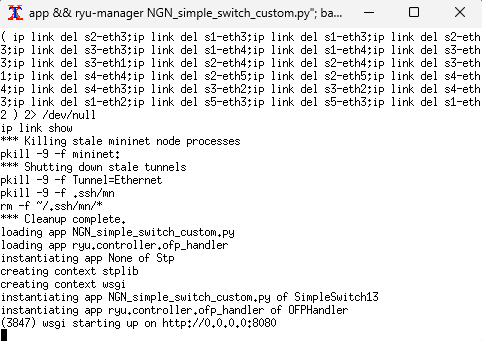 app && ryu-manager NGN_simple_switch_custom.py"; ba...
( ip link del s2-eth3;ip link del s1-eth3;ip link del s1-eth3;ip link del s2-eth
3;ip link del s3-eth3;ip link del s1-eth4;ip link del s4-eth3;ip link del s3-eth
3;ip link del s3-eth1;ip link del s2-eth4;ip link del s2-eth4;ip link del s3-eth
1;ip link del s4-eth4;ip link del s2-eth5;ip link del s2-eth5;ip link del s4-eth
4;ip link del s4-eth3;ip link del s3-eth2;ip link del s3-eth2;ip link del s4-eth
3;ip link del s1-eth2;ip link del s5-eth3;ip link del s5-eth3;ip link del s1-eth
2 ) 2> /dev/null
ip link show
*** Killing stale mininet node processes
pkill -9 -f mininet:
*** Shutting down stale tunnels
pkill -9 -f Tunnel=Ethernet
pkill -9 -f .ssh/mn
rm -f ~/.ssh/mn/*
*** Cleanup complete.
loading app NGN_simple_switch_custom.py
loading app ryu.controller.ofp_handler
instantiating app None of Stp
creating context stplib
creating context wsgi
instantiating app NGN_simple_switch_custom.py of SimpleSwitch13
instantiating app ryu.controller.ofp_handler of OFPHandler
(3847) wsgi starting up on http://0.0.0.0:8080